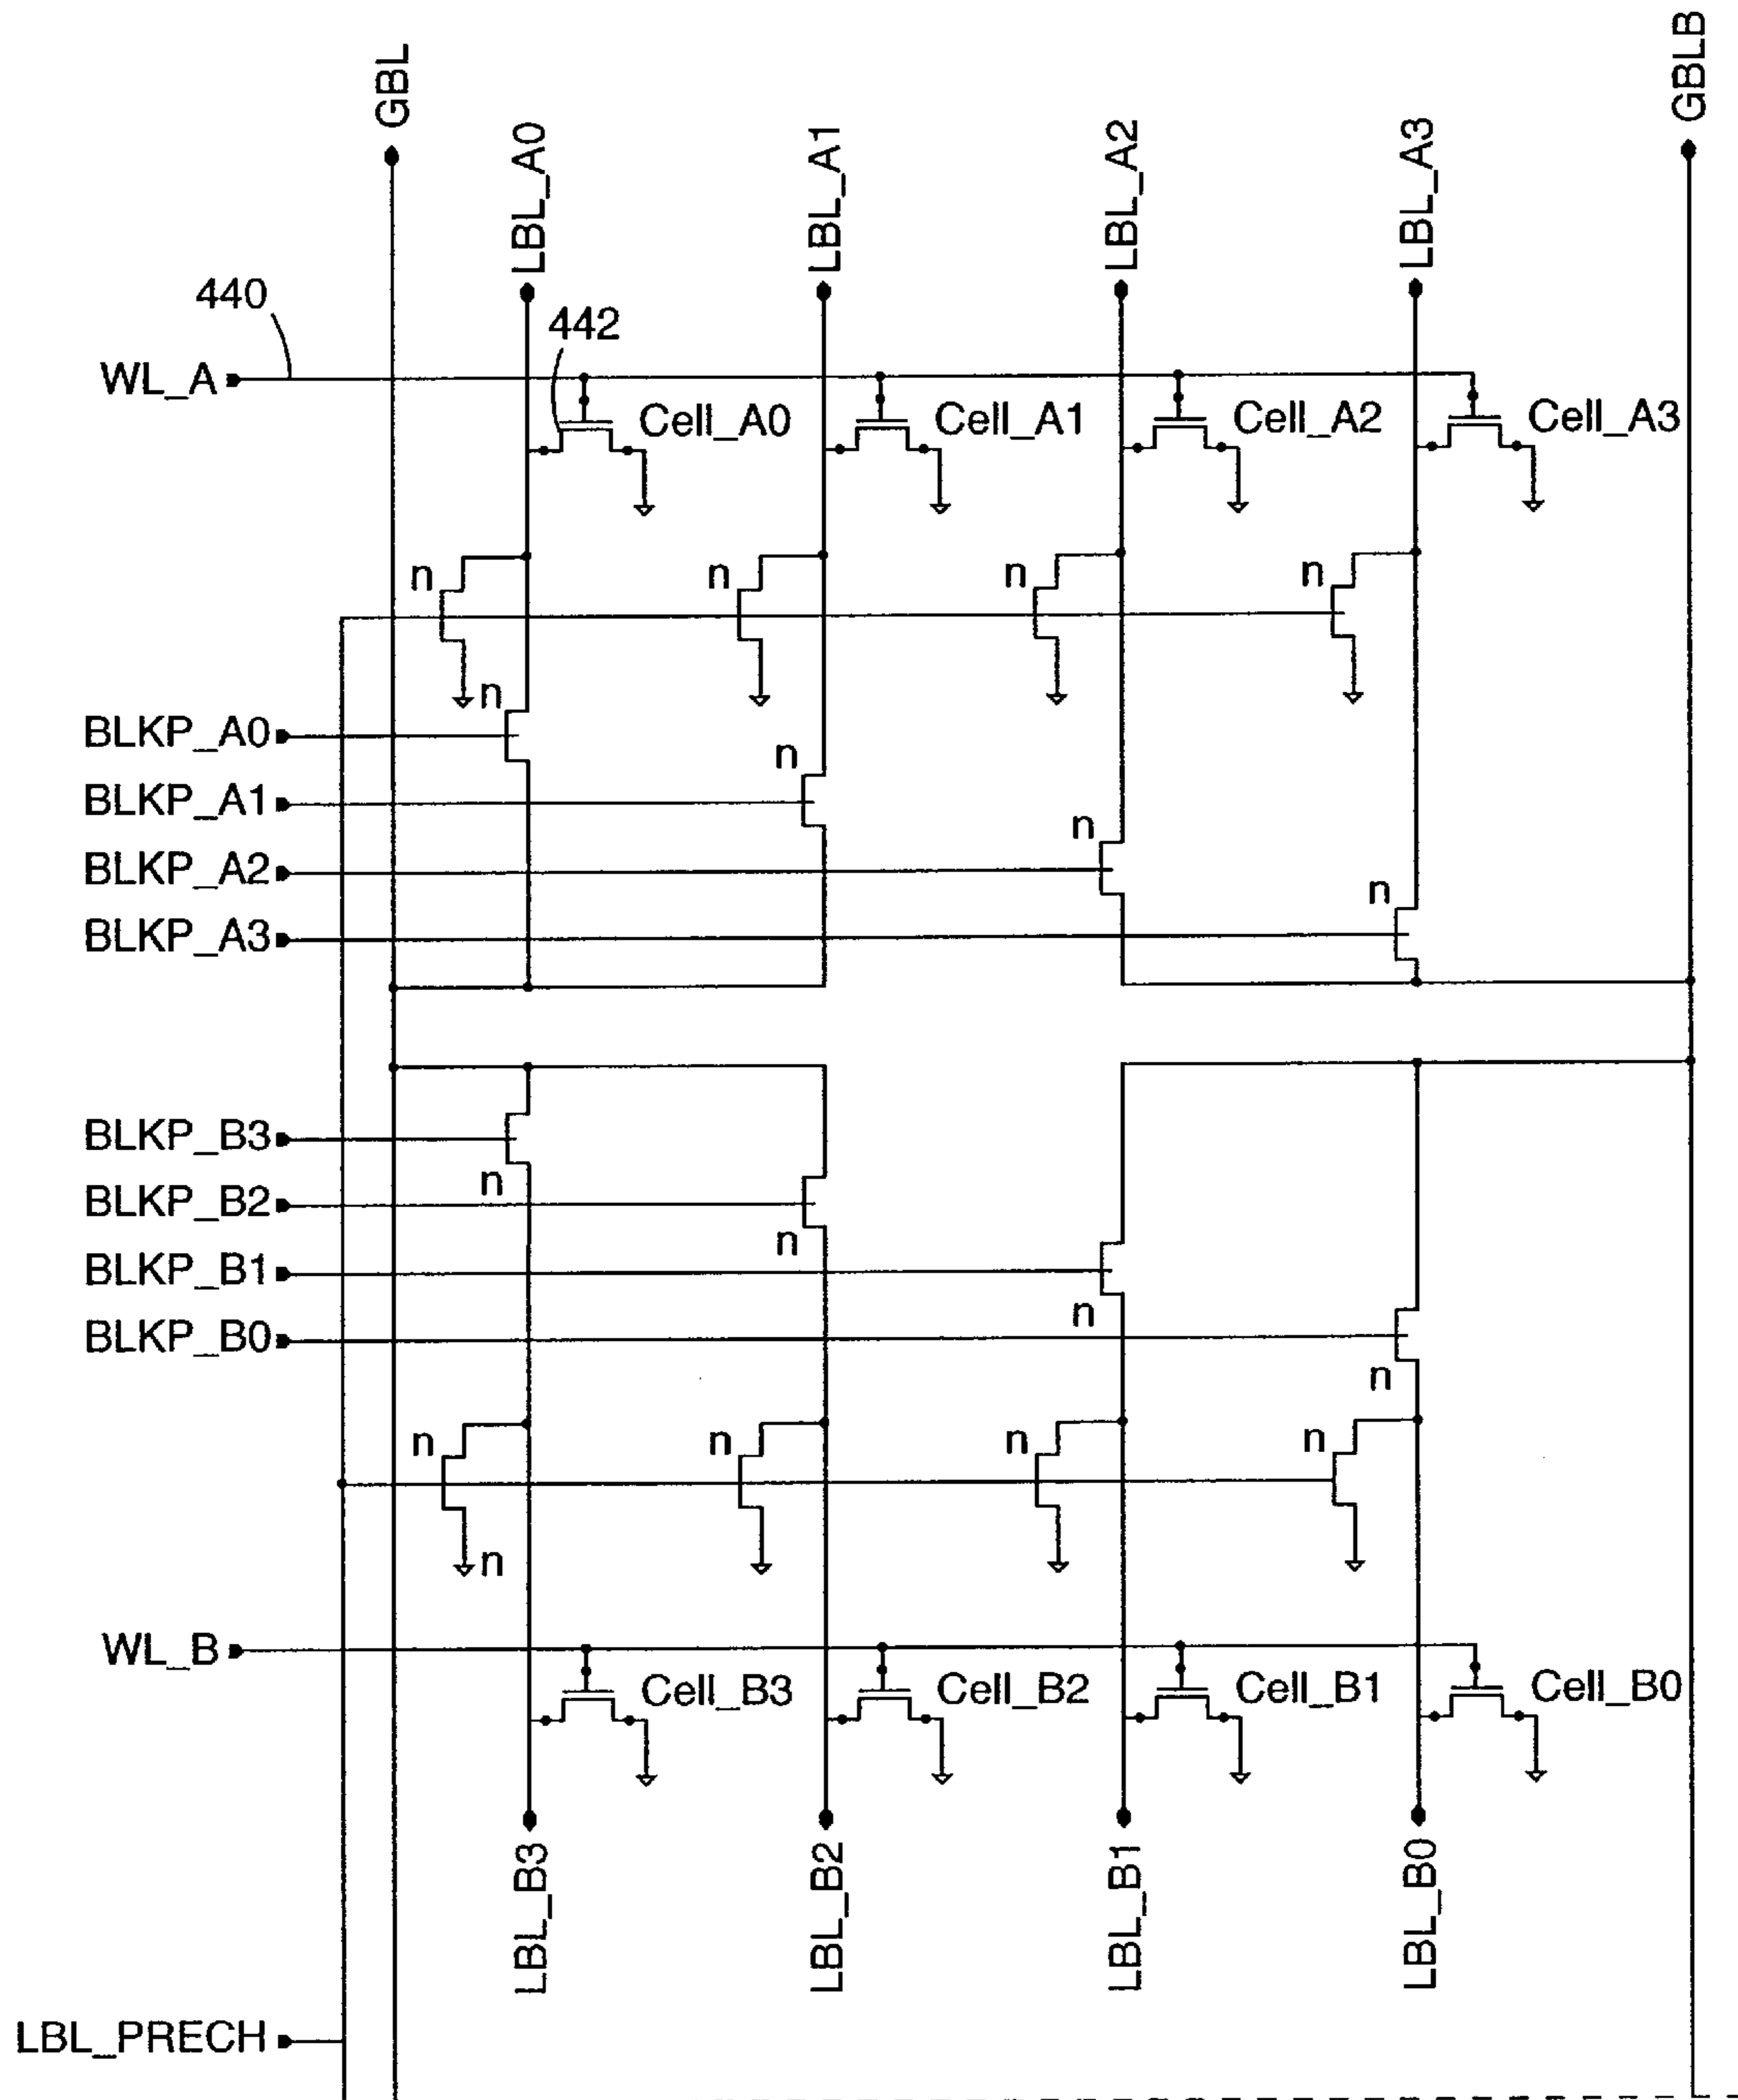 GBL
GBLB
LBL_A0
LBL_A1
LBL_A2
LBL_A3
440
442
WL_A
Cell_A0
Cell_A1
Cell_A2
Cell_A3
n
n
n
n
n
BLKP_A0
n
BLKP_A1
n
BLKP_A2
n
BLKP_A3
BLKP_B3
n
BLKP_B2
n
BLKP_B1
n
BLKP_B0
n
n
n
n
n
n
WL_B
Cell_B3
Cell_B2
Cell_B1
Cell_B0
LBL_B3
LBL_B2
LBL_B1
LBL_B0
LBL_PRECH